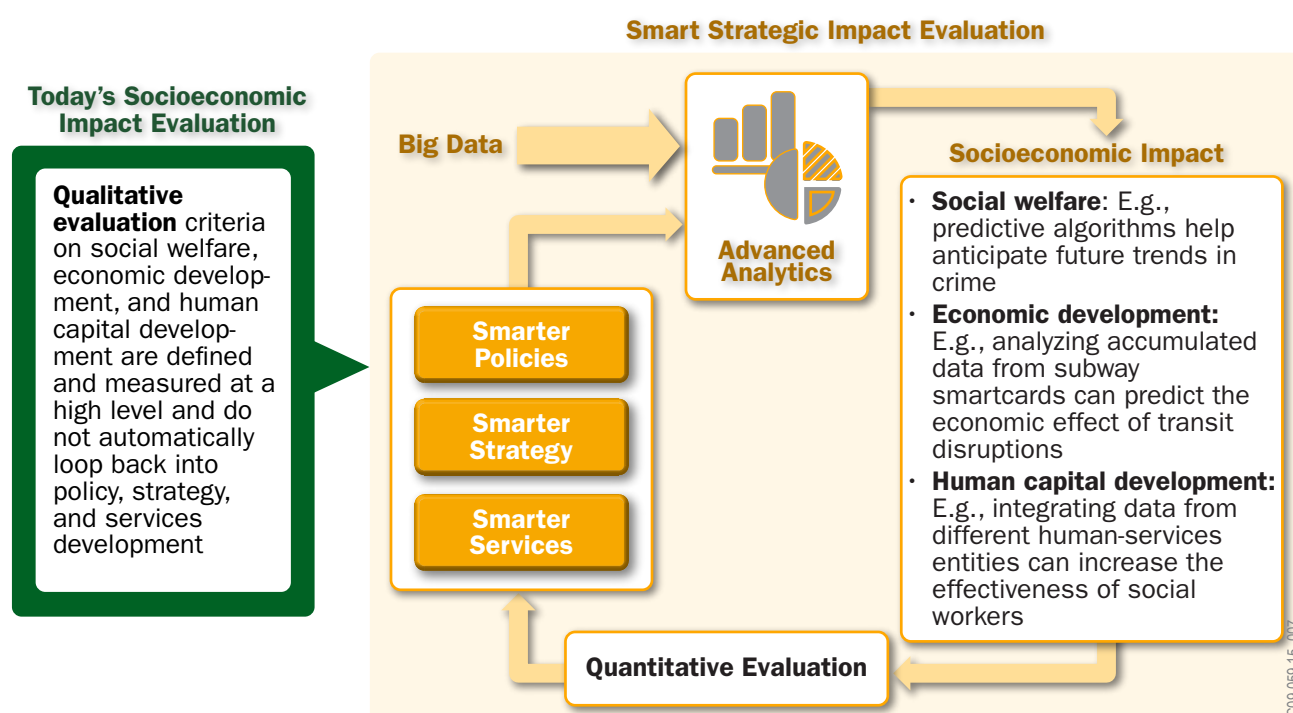 Smart Strategic Impact Evaluation
Today's Socioeconomic
Impact Evaluation
Qualitative
evaluation criteria
on social welfare,
economic develop-
ment, and human
capital develop-
ment are defined
and measured at a
high level and do
not automatically
loop back into
policy, strategy,
and services
development
Big Data
Advanced
Analytics
Smarter
Policies
Smarter
Strategy
Smarter
Services
Socioeconomic Impact
• Social welfare: E.g.,
predictive algorithms help
anticipate future trends in
crime
• Economic development:
E.g., analyzing accumulated
data from subway
smartcards can predict the
economic effect of transit
disruptions
• Human capital development:
E.g., integrating data from
different human-services
entities can increase the
effectiveness of social
workers
Quantitative Evaluation